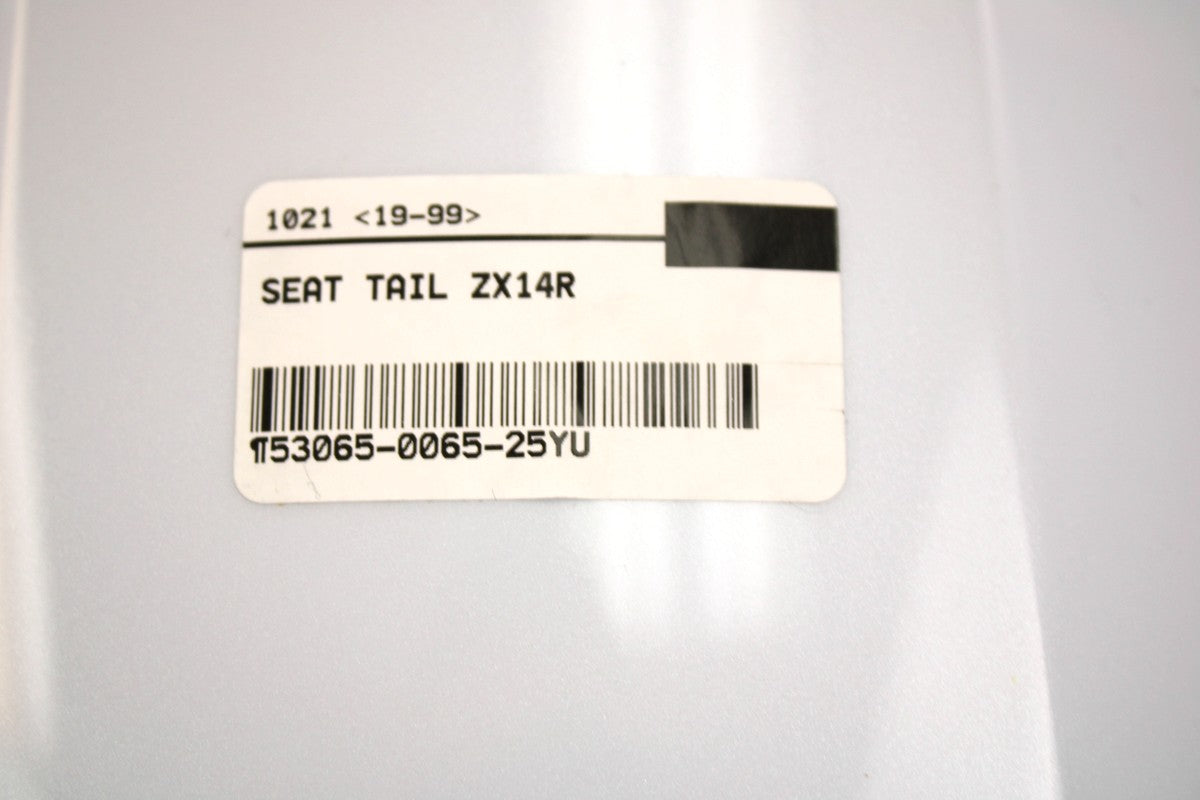 1021 <19-99>
SEAT TAIL ZX14R
¶53065-0065-25YU